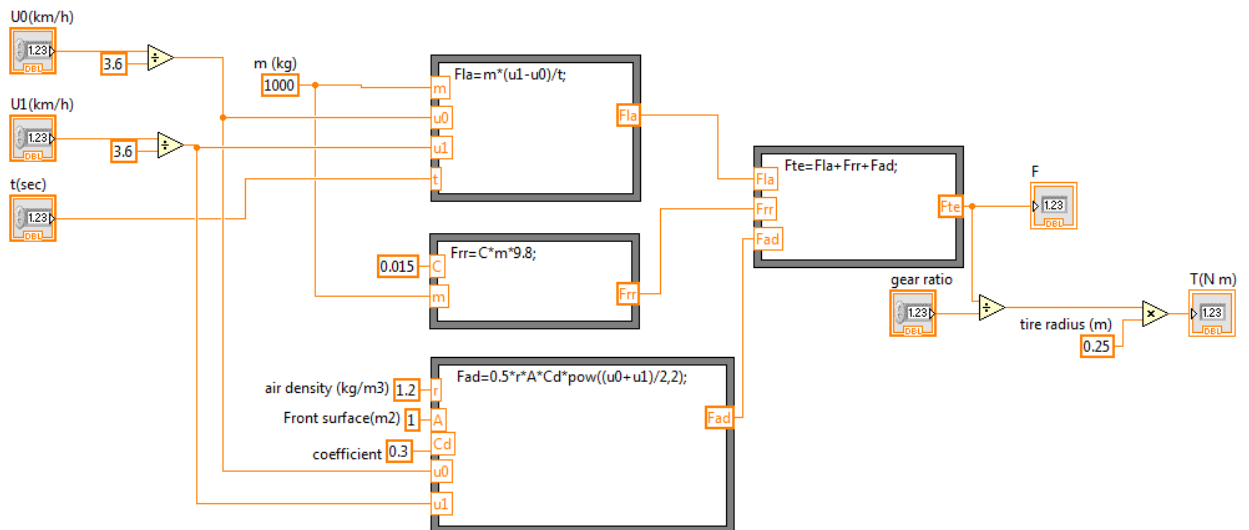 U0(km/h)
1.23
DBL
3.6
÷
U1(km/h)
1.23
DBL
3.6
÷
t(sec)
1.23
DBL
m (kg)
1000
Fla=m*(u1-u0)/t;
m
u0
u1
t
Fla
Frr=C*m*9.8;
0.015
C
m
Frr
Fad=0.5*r*A*Cd*pow((u0+u1)/2,2);
air density (kg/m3)
1.2
r
Front surface(m2)
1
A
coefficient
0.3
Cd
u0
u1
Fad
Fte=Fla+Frr+Fad;
Fla
Frr
Fad
Fte
F
1.23
DBL
gear ratio
1.23
DBL
÷
tire radius (m)
0.25
×
T(N m)
1.23
DBL